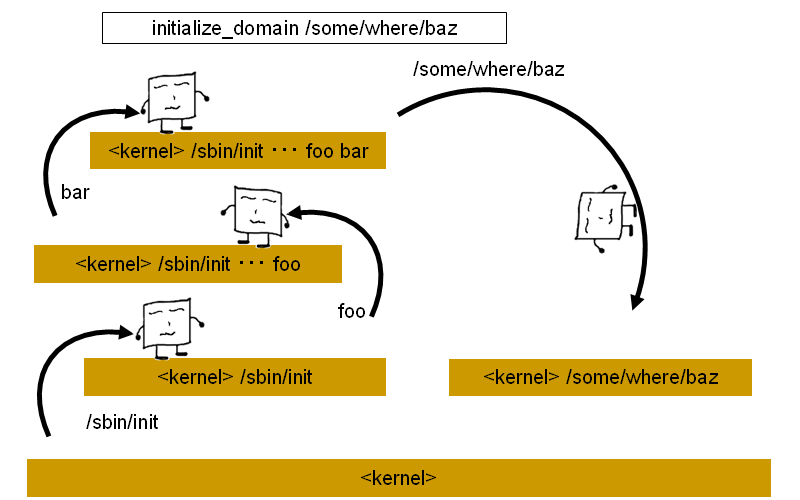 initialize_domain /some/where/baz
/some/where/baz
<kernel> /sbin/init ··· foo bar
bar
<kernel> /sbin/init ··· foo
foo
<kernel> /sbin/init
<kernel> /some/where/baz
/sbin/init
<kernel>